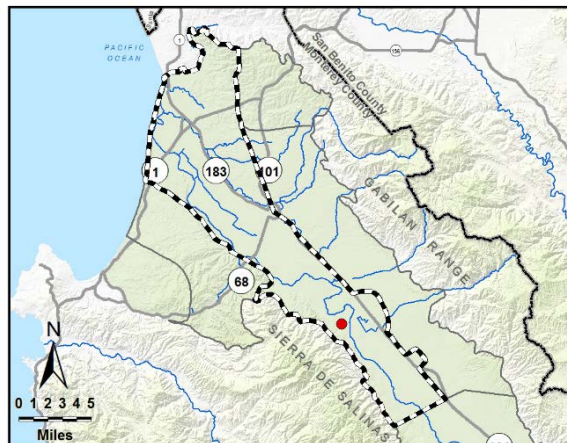 1
156
PACIFIC
OCEAN
San Benito County
Monterey County
183
101
1
GABILAN RANGE
68
SIERRA DE SALINAS
N
0 1 2 3 4 5
Miles